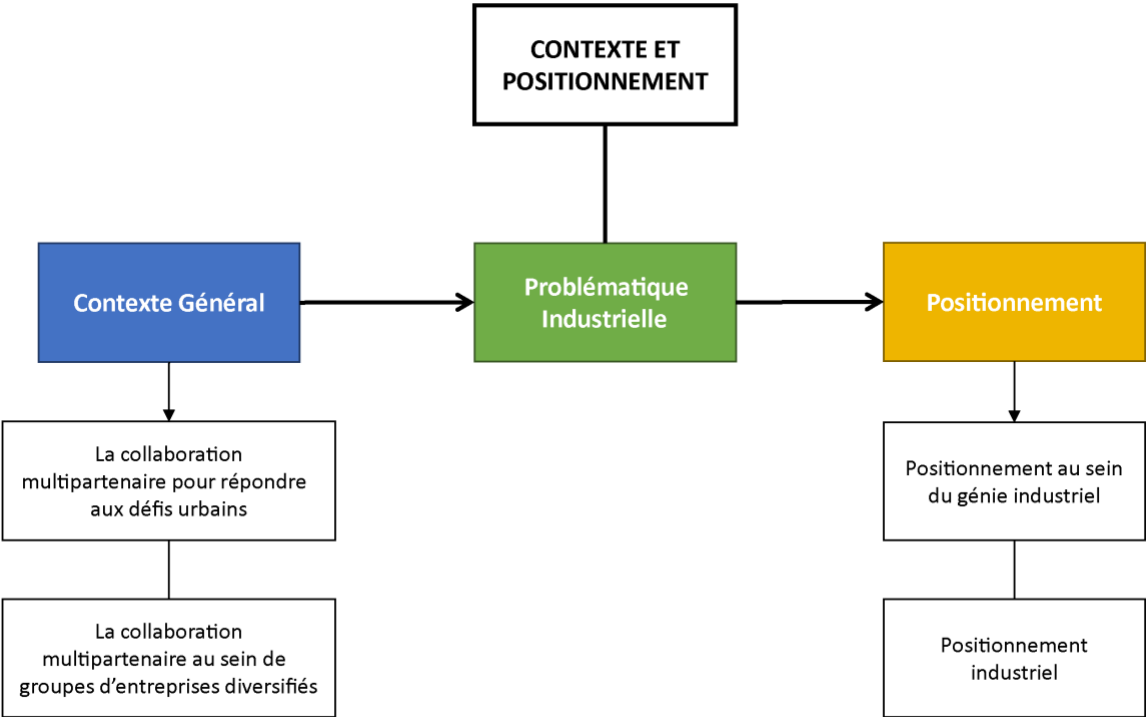 CONTEXTE ET
POSITIONNEMENT
Contexte Général
Problématique
Industrielle
Positionnement
La collaboration
multipartenaire pour répondre
aux défis urbains
Positionnement au sein
du génie industriel
La collaboration
multipartenaire au sein de
groupes d’entreprises diversifiés
Positionnement
industriel